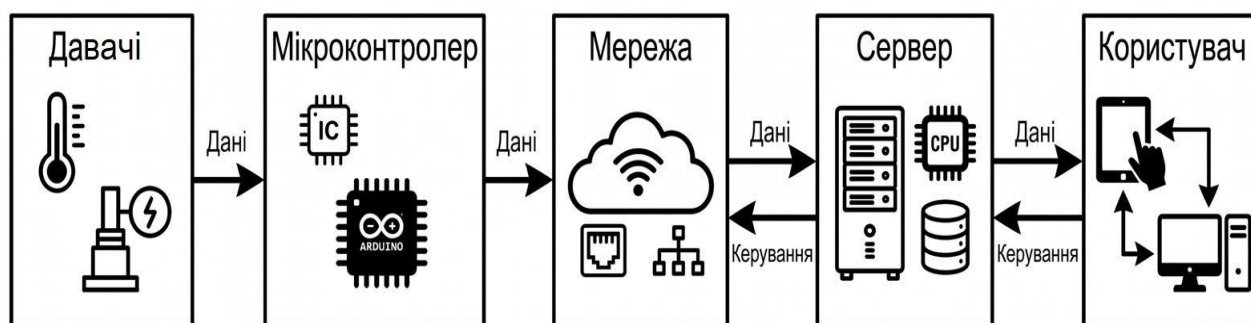 Давачі
Мікроконтролер
Мережа
Сервер
Користувач
Дані
Дані
Дані
Дані
IC
ARDUINO
CPU
Керування
Керування